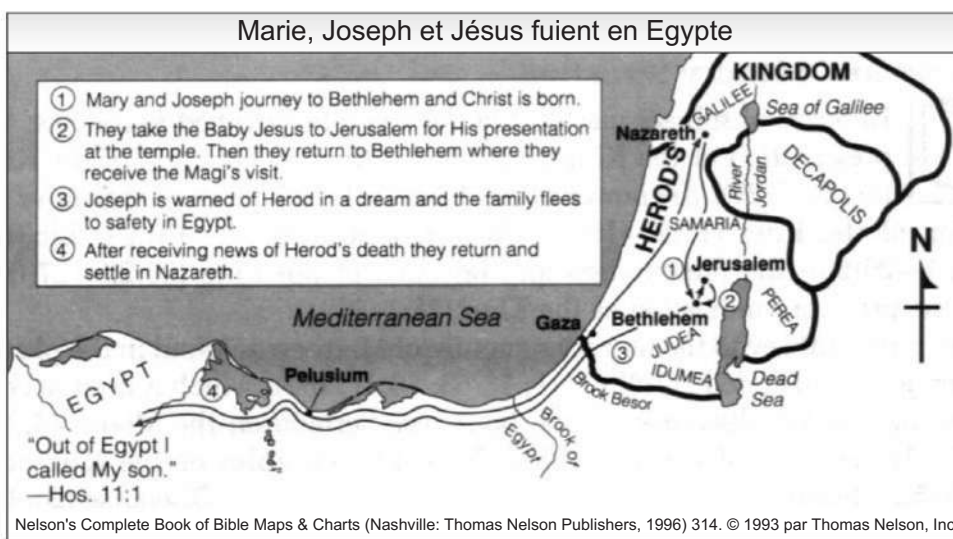 Marie, Joseph et Jésus fuient en Egypte
① Mary and Joseph journey to Bethlehem and Christ is born.
② They take the Baby Jesus to Jerusalem for His presentation
at the temple. Then they return to Bethlehem where they
receive the Magi's visit.
③ Joseph is warned of Herod in a dream and the family flees
to safety in Egypt.
④ After receiving news of Herod's death they return and
settle in Nazareth.
KINGDOM
HEROD'S
GALILEE
Sea of Galilee
Nazareth
DECAPOLIS
River
Jordan
SAMARIA
①
Jerusalem
②
N
PEREA
Mediterranean Sea
Gaza
Bethlehem
③
JUDEA
IDUMEA
Dead
Sea
Brook Besor
Brook of
Egypt
EGYPT
④
Pelusium
"Out of Egypt I
called My son."
—Hos. 11:1
Nelson's Complete Book of Bible Maps & Charts (Nashville: Thomas Nelson Publishers, 1996) 314. © 1993 par Thomas Nelson, Inc